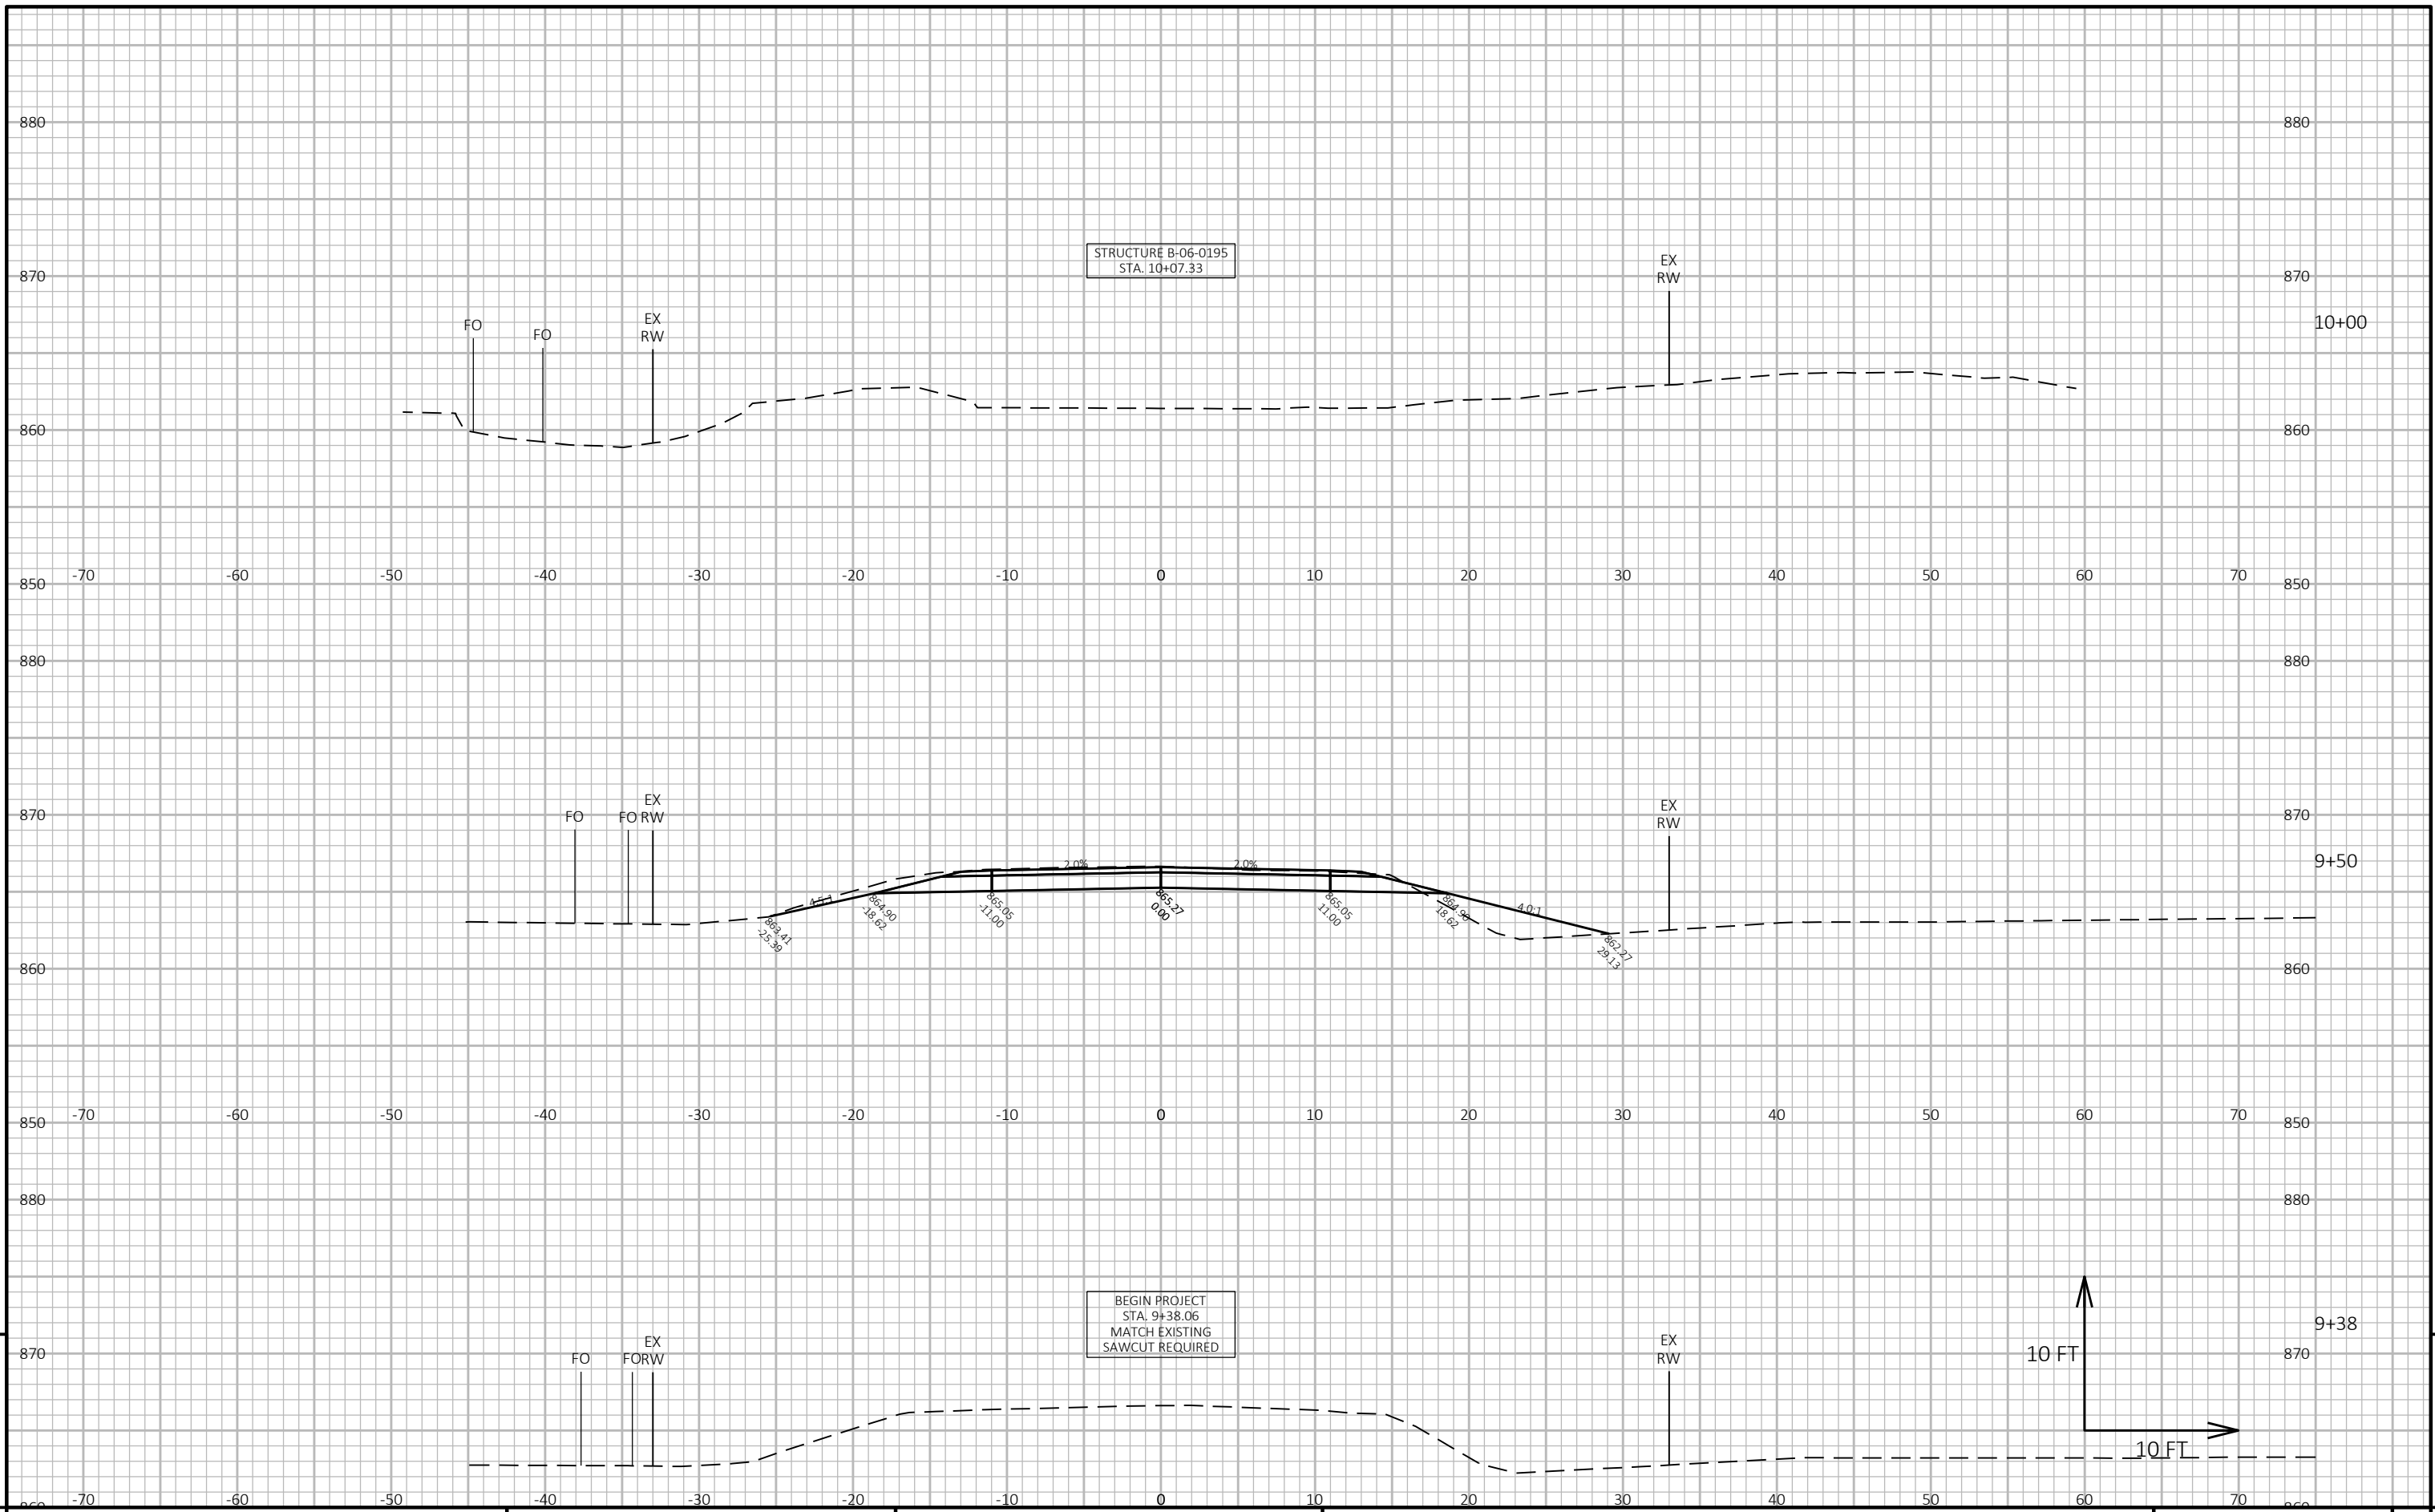 880 880
STRUCTURE B-06-0195
STA. 10+07.33
EX
RW
870 870
10+00
FO
FO
EX
RW
860 860
-70 -60 -50 -40 -30 -20 -10 0 10 20 30 40 50 60 70
850 850
880 880
EX
RW
FO
FO
EX
RW
870 870
9+50
2.0% 2.0%
4.0:1
863.41
-25.39
864.90
-18.62
865.05
-11.00
865.27
0.00
865.05
11.00
864.90
18.62
862.27
29.13
860 860
-70 -60 -50 -40 -30 -20 -10 0 10 20 30 40 50 60 70
850 850
880 880
BEGIN PROJECT
STA. 9+38.06
MATCH EXISTING
SAWCUT REQUIRED
9+38
EX
RW
FO
FO
EX
RW
870 870
10 FT
10 FT
-70 -60 -50 -40 -30 -20 -10 0 10 20 30 40 50 60 70
860 860